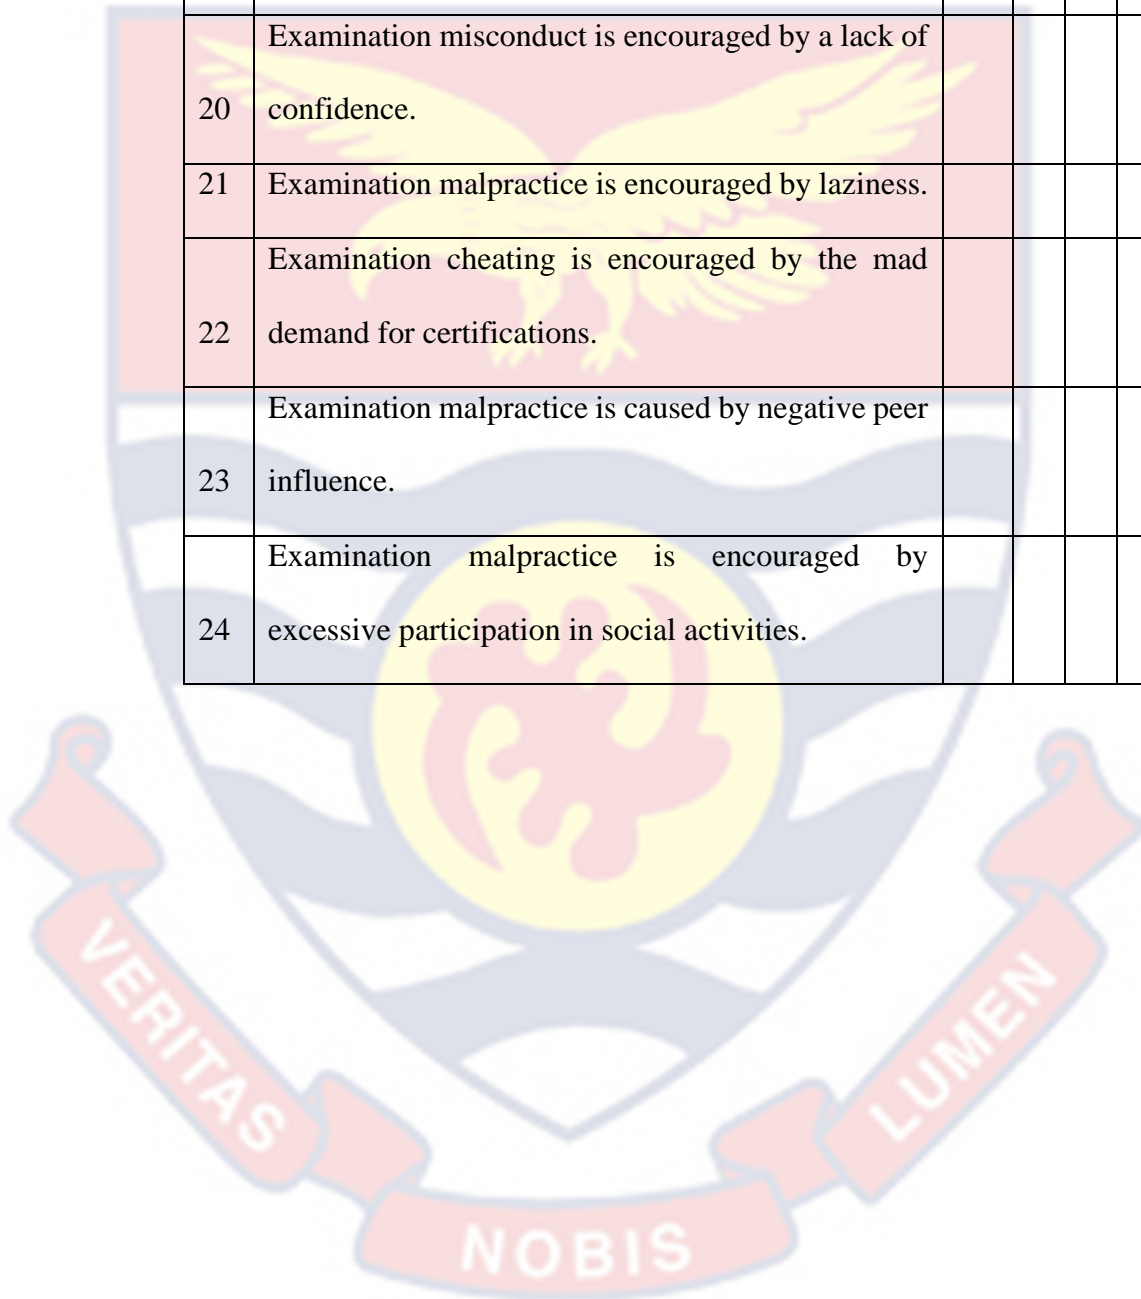 Examination misconduct is encouraged by a lack of
20 confidence.
21 Examination malpractice is encouraged by laziness.
Examination cheating is encouraged by the mad
22 demand for certifications.
Examination malpractice is caused by negative peer
23 influence.
Examination malpractice is encouraged by
24 excessive participation in social activities.
VERITAS
NOBIS
LUMEN